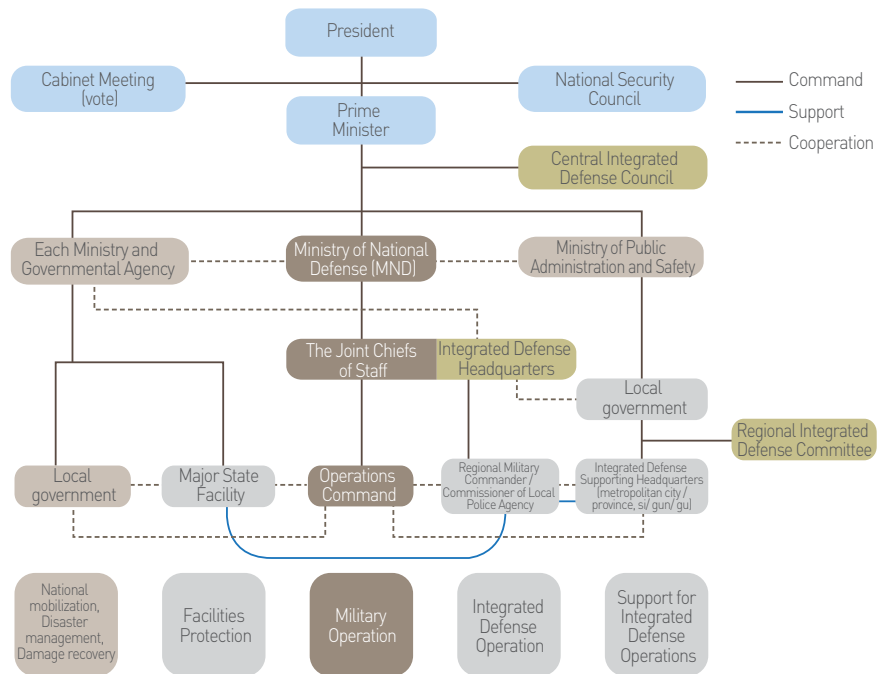 President
Cabinet Meeting
(vote)
National Security
Council
Command
Support
Cooperation
Prime
Minister
Central Integrated
Defense Council
Each Ministry and
Governmental Agency
Ministry of National
Defense (MND)
Ministry of Public
Administration and Safety
The Joint Chiefs
of Staff
Integrated Defense
Headquarters
Local
government
Regional Integrated
Defense Committee
Local
government
Major State
Facility
Operations
Command
Regional Military
Commander /
Commissioner of Local
Police Agency
Integrated Defense
Supporting Headquarters
(metropolitan city /
province, si/ gun/ gu)
National
mobilization,
Disaster
management,
Damage recovery
Facilities
Protection
Military
Operation
Integrated
Defense
Operation
Support for
Integrated
Defense
Operations